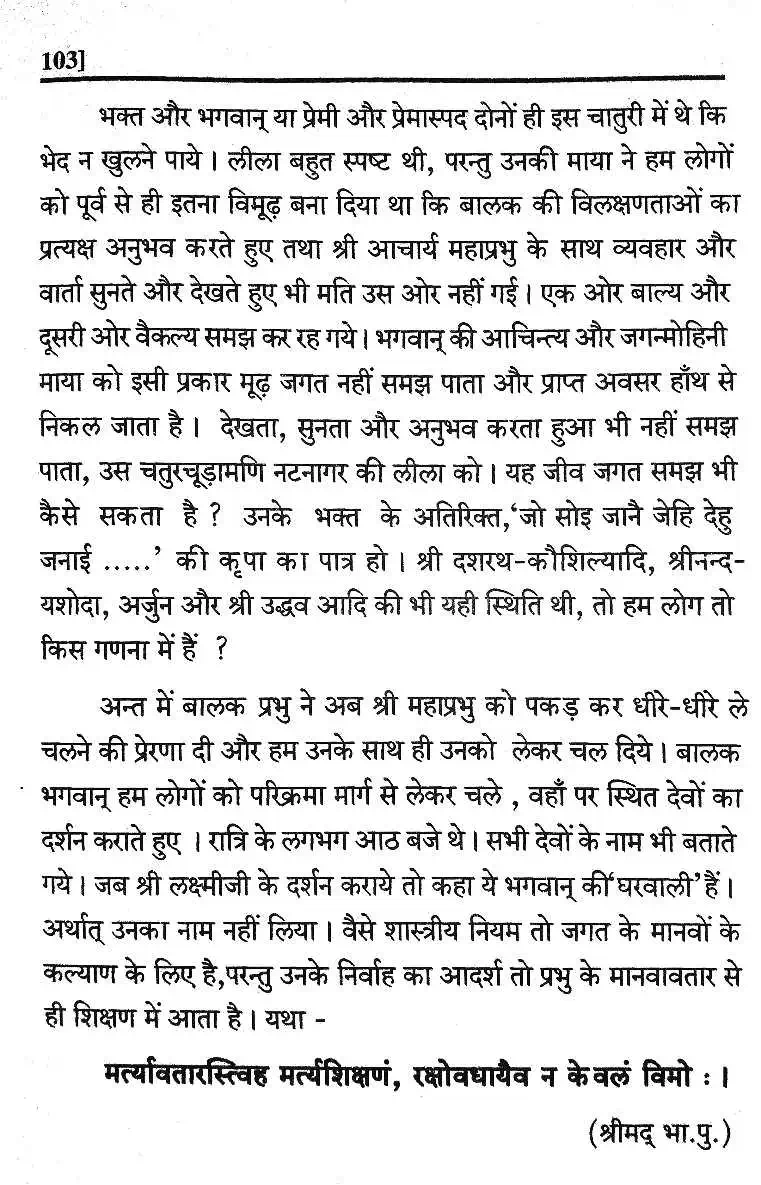 103]
भक्त और भगवान् या प्रेमी और प्रेमास्पद दोनों ही इस चातुरी में थे कि
भेद न खुलने पाये । लीला बहुत स्पष्ट थी, परन्तु उनकी माया ने हम लोगों
को पूर्व से ही इतना विमूढ़ बना दिया था कि बालक की विलक्षणताओं का
प्रत्यक्ष अनुभव करते हुए तथा श्री आचार्य महाप्रभु के साथ व्यवहार और
वार्ता सुनते और देखते हुए भी मति उस ओर नहीं गई । एक ओर बाल्य और
दूसरी ओर वैकल्य समझ कर रह गये । भगवान् की आचिन्त्य और जगन्मोहिनी
माया को इसी प्रकार मूढ़ जगत नहीं समझ पाता और प्राप्त अवसर हाँथ से
निकल जाता है । देखता, सुनता और अनुभव करता हुआ भी नहीं समझ
पाता, उस चतुरचूड़ामणि नटनागर की लीला को । यह जीव जगत समझ भी
कैसे सकता है ? उनके भक्त के अतिरिक्त,‘जो सोइ जानै जेहि देहु
जनाई .....’ की कृपा का पात्र हो । श्री दशरथ-कौशिल्यादि, श्रीनन्द-
यशोदा, अर्जुन और श्री उद्धव आदि की भी यही स्थिति थी, तो हम लोग तो
किस गणना में हैं ?
अन्त में बालक प्रभु ने अब श्री महाप्रभु को पकड़ कर धीरे-धीरे ले
चलने की प्रेरणा दी और हम उनके साथ ही उनको लेकर चल दिये । बालक
भगवान् हम लोगों को परिक्रमा मार्ग से लेकर चले , वहाँ पर स्थित देवों का
दर्शन कराते हुए । रात्रि के लगभग आठ बजे थे । सभी देवों के नाम भी बताते
गये । जब श्री लक्ष्मीजी के दर्शन कराये तो कहा ये भगवान् की‘घरवाली’ हैं ।
अर्थात् उनका नाम नहीं लिया । वैसे शास्त्रीय नियम तो जगत के मानवों के
कल्याण के लिए है,परन्तु उनके निर्वाह का आदर्श तो प्रभु के मानवावतार से
ही शिक्षण में आता है । यथा -
मर्त्यावतारस्त्विह मर्त्यशिक्षणं, रक्षोवधायैव न केवलं विमोः ।
(श्रीमद् भा.पु.)